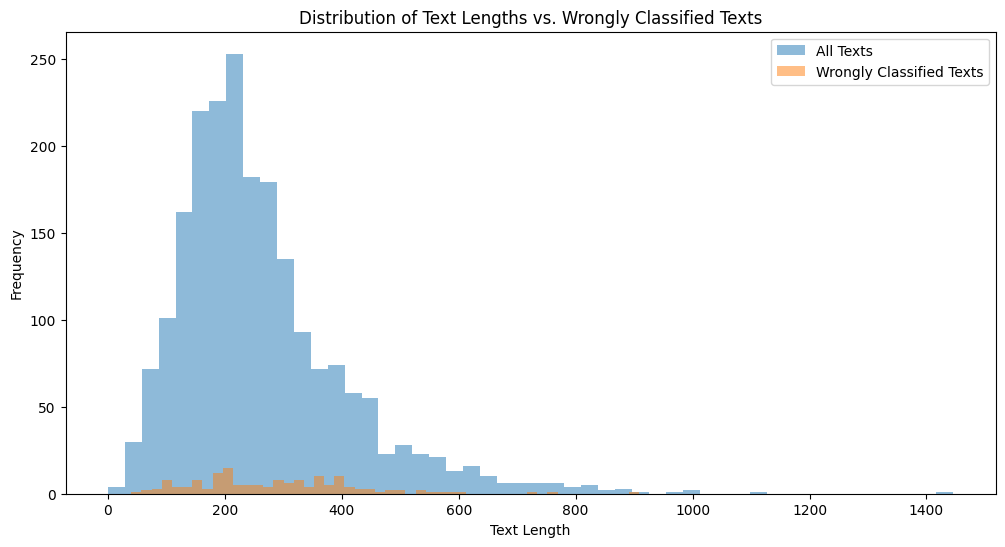 Distribution of Text Lengths vs. Wrongly Classified Texts
All Texts
Wrongly Classified Texts
Frequency
250
200
150
100
50
0
0 200 400 600 800 1000 1200 1400
Text Length